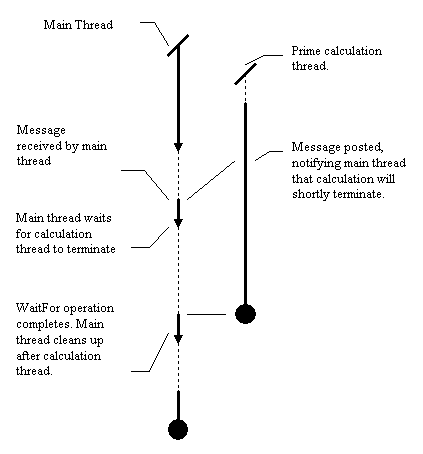 Main Thread
Prime calculation
thread.
Message
received by main
thread
Message posted,
notifying main thread
that calculation will
shortly terminate.
Main thread waits
for calculation
thread to terminate
WaitFor operation
completes. Main
thread cleans up
after calculation
thread.